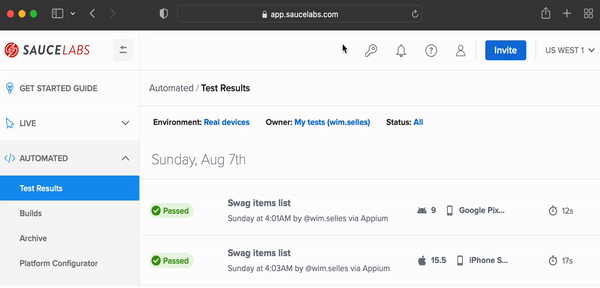 app.saucelabs.com
SAUCELABS
Invite
US WEST 1
GET STARTED GUIDE
LIVE
AUTOMATED
Test Results
Builds
Archive
Platform Configurator
Automated / Test Results
Environment: Real devices Owner: My tests (wim.selles) Status: All
Sunday, Aug 7th
Passed
Swag items list
Sunday at 4:01AM by @wim.selles via Appium
9 Google Pix... 12s
Passed
Swag items list
Sunday at 4:03AM by @wim.selles via Appium
15.5 iPhone S... 17s